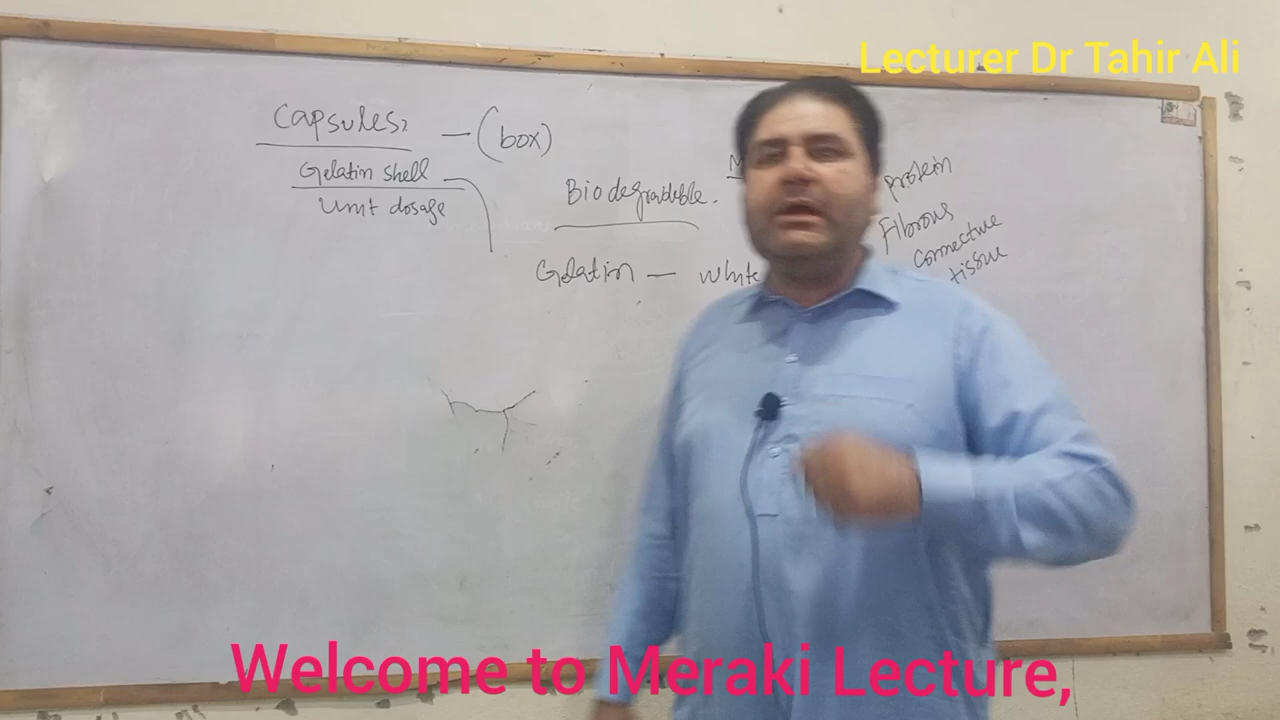 Lecturer Dr Tahir Ali
Capsules
— (box)
Gelatin shell
Unit dosage
Biodegradable.
protein
Gelatin — white
Fibrous
connective
tissue
Welcome to Meraki Lecture,